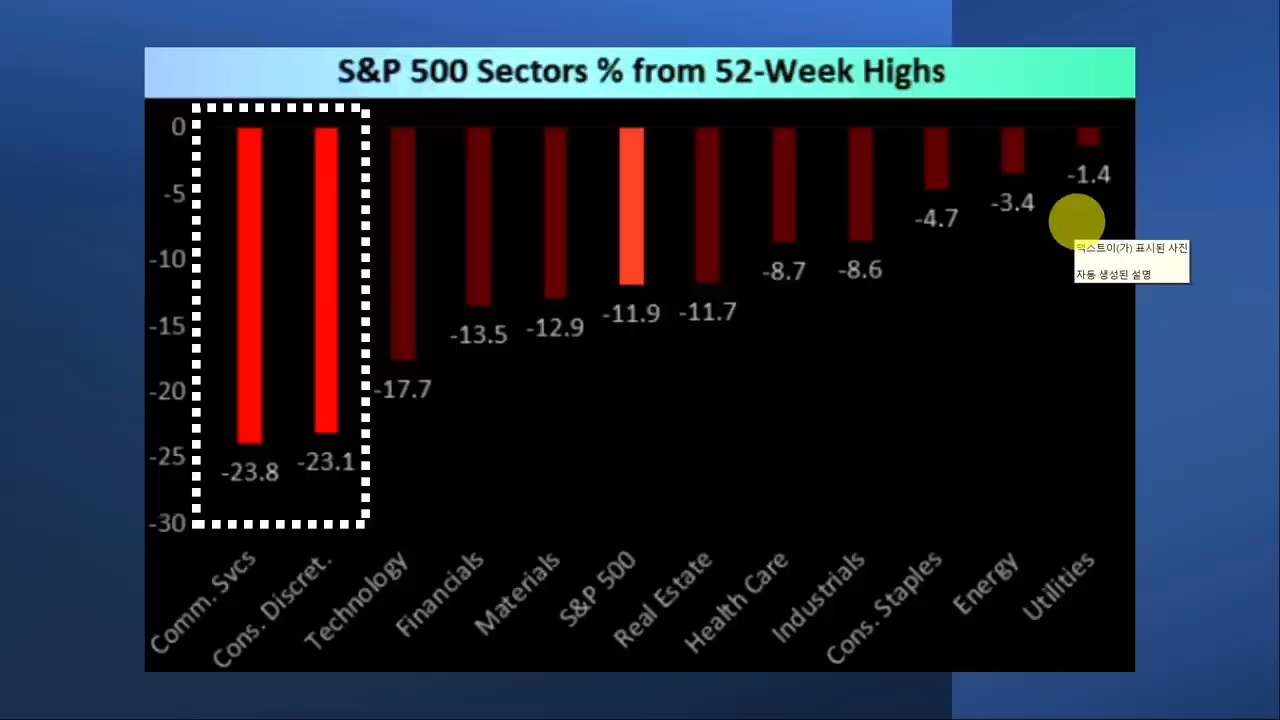 S&P 500 Sectors % from 52-Week Highs
0
-5
-10
-15
-20
-25
-30
-23.8
-23.1
-17.7
-13.5
-12.9
-11.9
-11.7
-8.7
-8.6
-4.7
-3.4
-1.4
텍스트이(가) 표시된 사진
자동 생성된 설명
Comm. Svcs
Cons. Discret.
Technology
Financials
Materials
S&P 500
Real Estate
Health Care
Industrials
Cons. Staples
Energy
Utilities